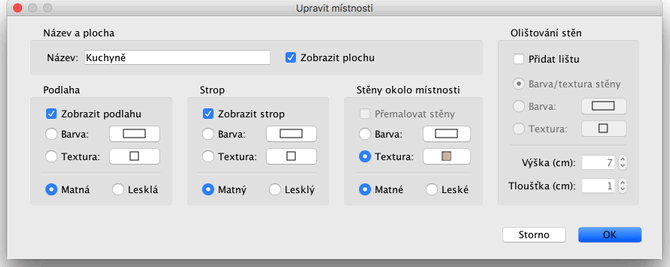 Upravit místnosti
Název a plocha
Název: Kuchyně Zobrazit plochu
Podlaha
Zobrazit podlahu
Barva:
Textura:
Matná Lesklá
Strop
Zobrazit strop
Barva:
Textura:
Matný Lesklý
Stěny okolo místnosti
Přemalovat stěny
Barva:
Textura:
Matné Leské
Olištování stěn
Přidat lištu
Barva/textura stěny
Barva:
Textura:
Výška (cm): 7
Tloušťka (cm): 1
Storno OK